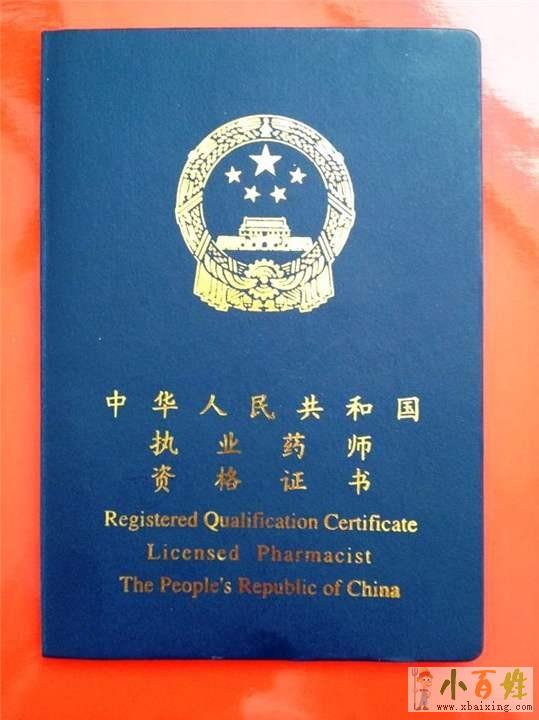 中华人民共和国
执业药师
资格证书
Registered Qualification Certificate
Licensed Pharmacist
The People's Republic of China
小百姓
www.xbaixing.com